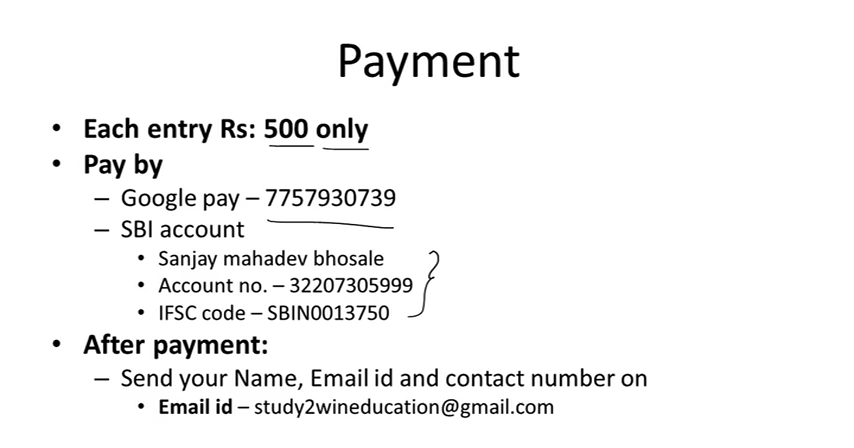 Payment
• Each entry Rs: 500 only
• Pay by
– Google pay – 7757930739
– SBI account
• Sanjay mahadev bhosale
• Account no. – 32207305999
• IFSC code – SBIN0013750
• After payment:
– Send your Name, Email id and contact number on
• Email id – study2wineducation@gmail.com